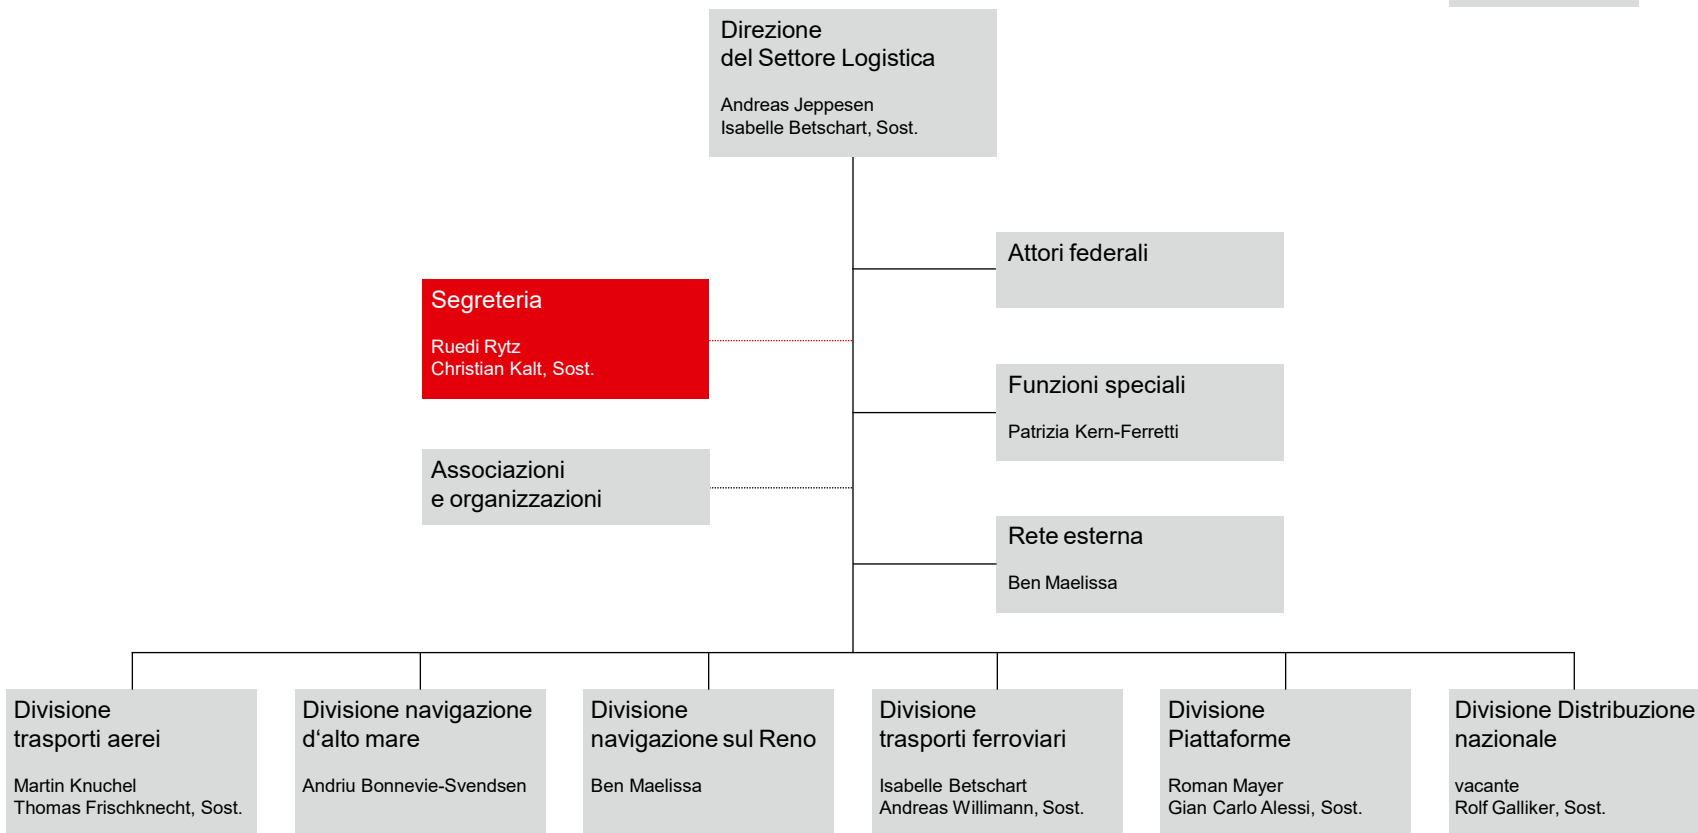 Direzione
del Settore Logistica
Andreas Jeppesen
Isabelle Betschart, Sost.
Attori federali
Segreteria
Ruedi Rytz
Christian Kalt, Sost.
Funzioni speciali
Patrizia Kern-Ferretti
Associazioni
e organizzazioni
Rete esterna
Ben Maelissa
Divisione
trasporti aerei
Martin Knuchel
Thomas Frischknecht, Sost.
Divisione navigazione
d‘alto mare
Andriu Bonnevie-Svendsen
Divisione
navigazione sul Reno
Ben Maelissa
Divisione
trasporti ferroviari
Isabelle Betschart
Andreas Willimann, Sost.
Divisione
Piattaforme
Roman Mayer
Gian Carlo Alessi, Sost.
Divisione Distribuzione
nazionale
vacante
Rolf Galliker, Sost.